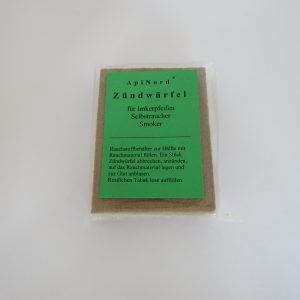 ApiNord®
Zündwürfel
für Imkerpfeifen
Selbstraucher
Smoker
Rauchstoffbehälter zur Hälfte mit
Rauchmaterial füllen. Ein Stück
Zündwürfel abbrechen, anzünden,
auf das Rauchmaterial legen und
zur Glut anblasen.
Restlichen Tabak lose auffüllen.